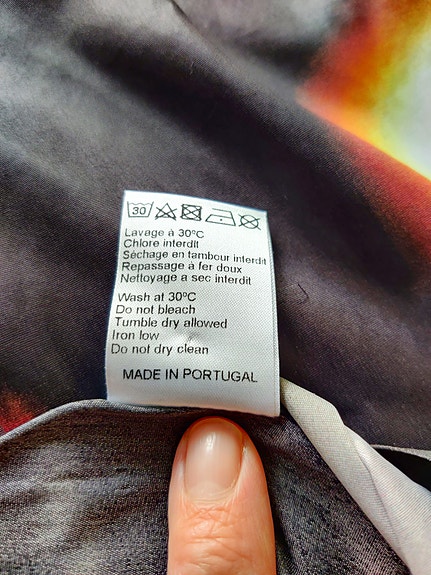 30
Lavage à 30°C
Chlore interdit
Séchage en tambour interdit
Repassage à fer doux
Nettoyage a sec interdit
Wash at 30°C
Do not bleach
Tumble dry allowed
Iron low
Do not dry clean
MADE IN PORTUGAL